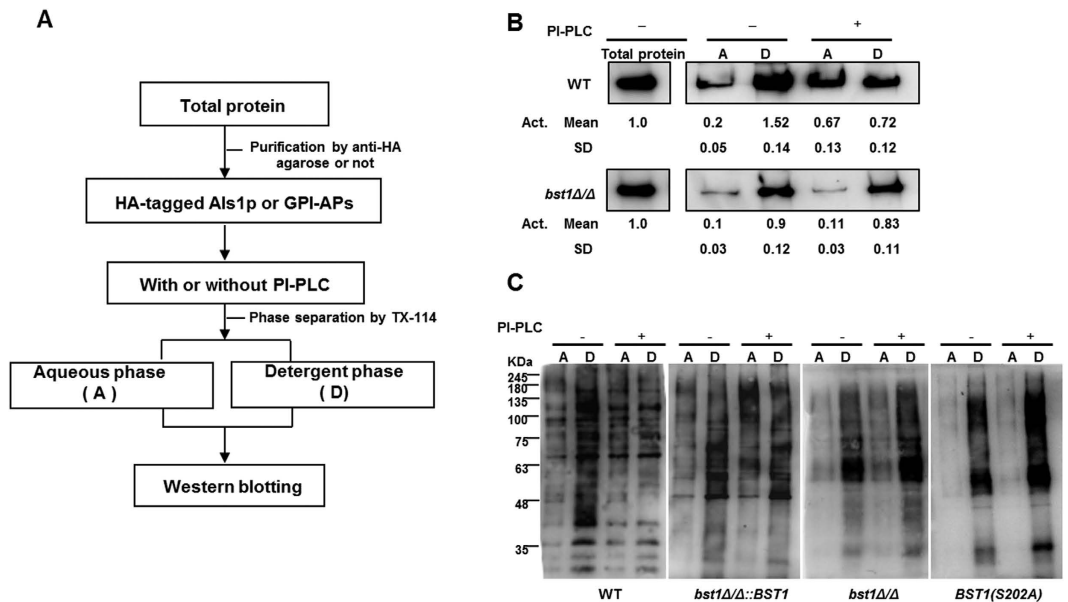 A
Total protein
Purification by anti-HA
agarose or not
HA-tagged Als1p or GPI-APs
With or without PI-PLC
Phase separation by TX-114
Aqueous phase
( A )
Detergent phase
( D )
Western blotting
B
PI-PLC – – +
Total protein A D A D
WT
Act. Mean 1.0 0.2 1.52 0.67 0.72
SD 0.05 0.14 0.13 0.12
bst1Δ/Δ
Act. Mean 1.0 0.1 0.9 0.11 0.83
SD 0.03 0.12 0.03 0.11
C
PI-PLC - + - + - + - +
KDa A D A D A D A D A D A D A D A D
245
180
135
100
75
63
48
35
WT bst1Δ/Δ::BST1 bst1Δ/Δ BST1(S202A)